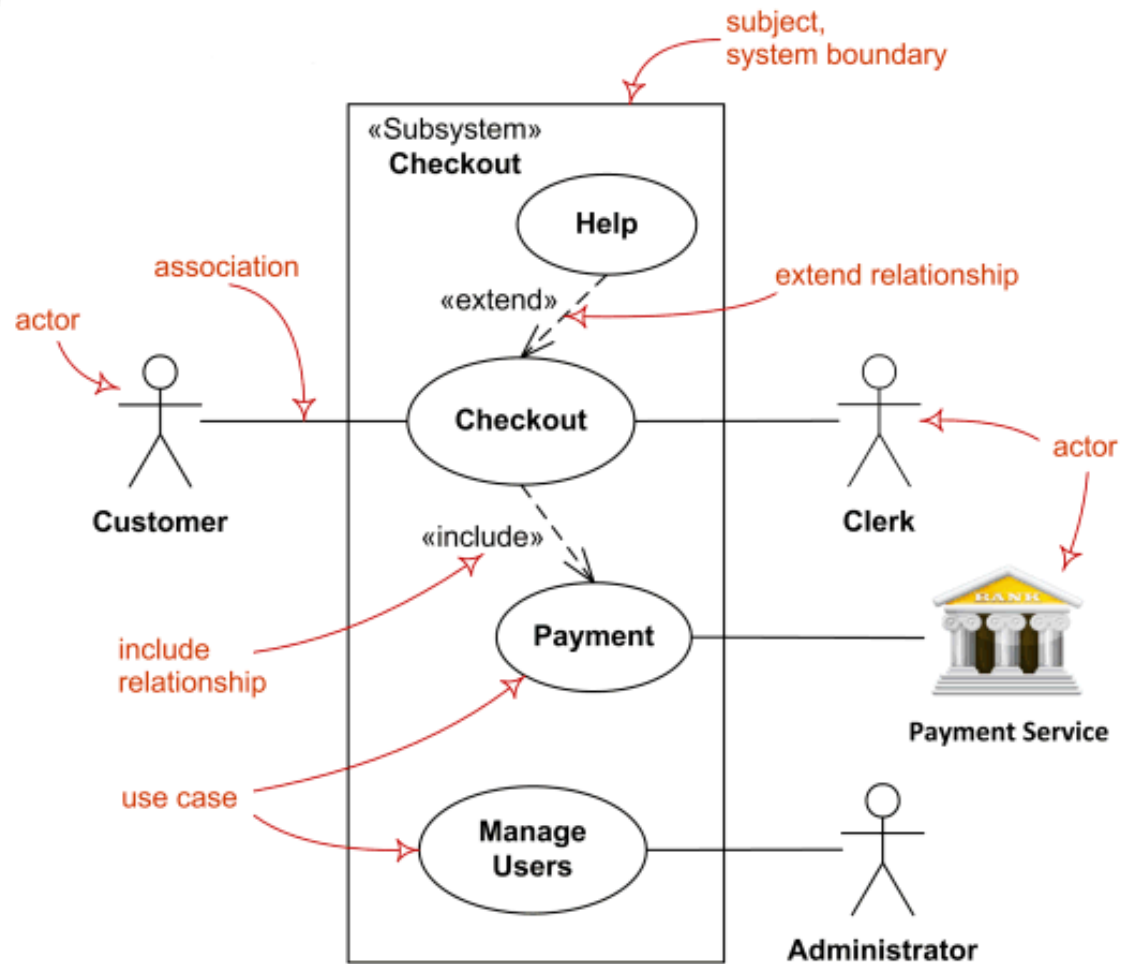 subject,
system boundary
«Subsystem»
Checkout
Help
association
«extend»
extend relationship
actor
Checkout
actor
Customer
Clerk
«include»
BANK
include
relationship
Payment
Payment Service
use case
Manage
Users
Administrator